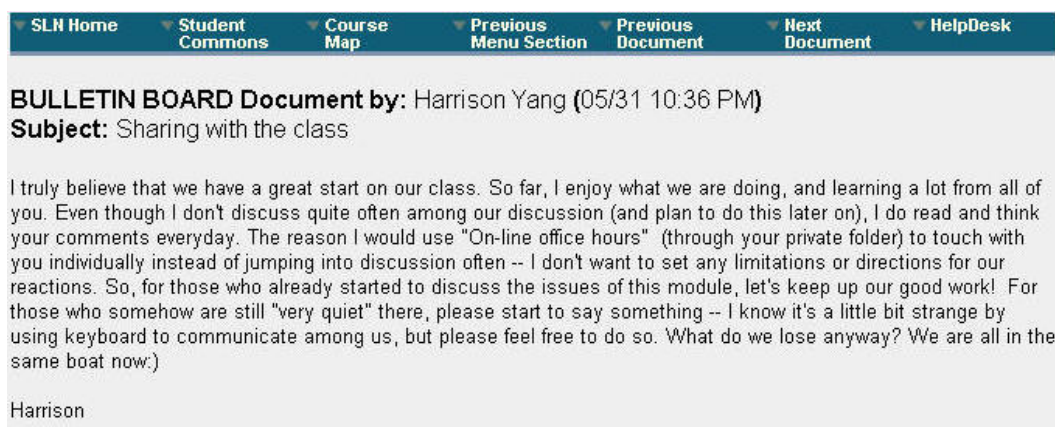 SLN Home Student Commons Course Map Previous Menu Section Previous Document Next Document HelpDesk
BULLETIN BOARD Document by: Harrison Yang (05/31 10:36 PM)
Subject: Sharing with the class
I truly believe that we have a great start on our class. So far, I enjoy what we are doing, and learning a lot from all of
you. Even though I don't discuss quite often among our discussion (and plan to do this later on), I do read and think
your comments everyday. The reason I would use "On-line office hours" (through your private folder) to touch with
you individually instead of jumping into discussion often -- I don't want to set any limitations or directions for our
reactions. So, for those who already started to discuss the issues of this module, let's keep up our good work! For
those who somehow are still "very quiet" there, please start to say something -- I know it's a little bit strange by
using keyboard to communicate among us, but please feel free to do so. What do we lose anyway? We are all in the
same boat now:)
Harrison